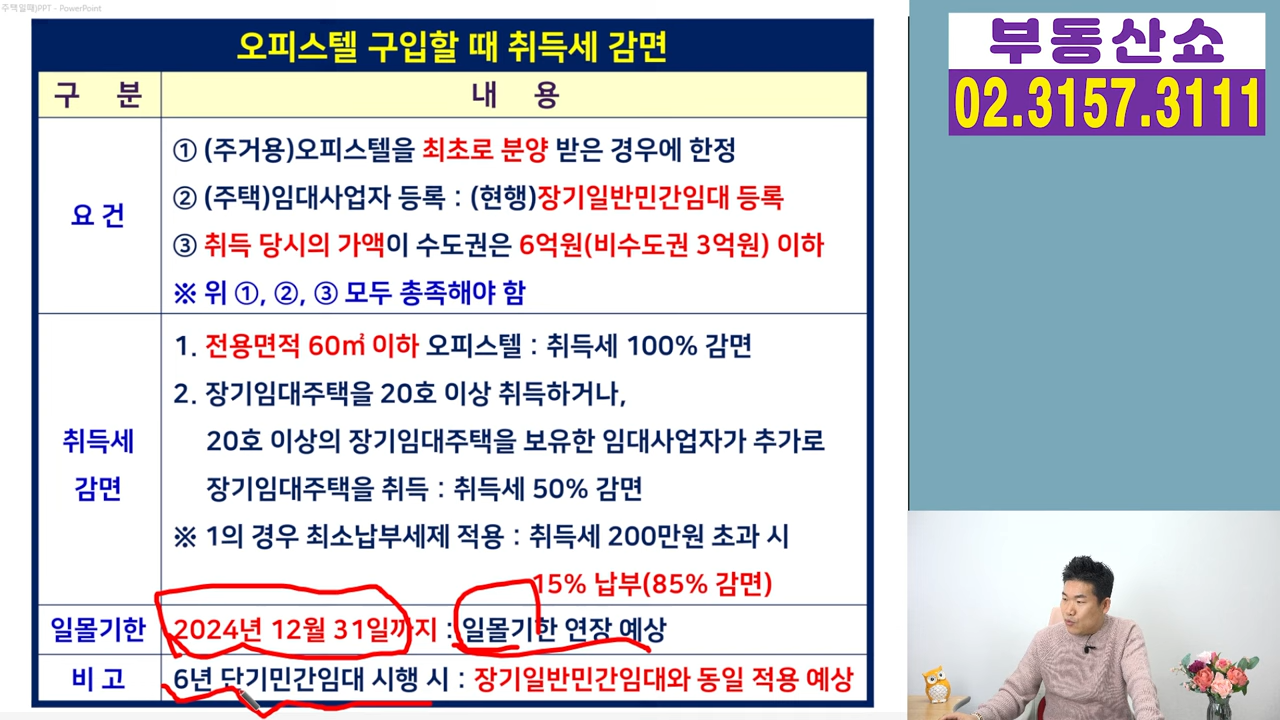 주택일때)PPT - PowerPoint
오피스텔 구입할 때 취득세 감면
구 분
내 용
요 건
① (주거용)오피스텔을 최초로 분양 받은 경우에 한정
② (주택)임대사업자 등록 : (현행)장기일반민간임대 등록
③ 취득 당시의 가액이 수도권은 6억원(비수도권 3억원) 이하
※ 위 ①, ②, ③ 모두 충족해야 함
취득세
감면
1. 전용면적 60㎡ 이하 오피스텔 : 취득세 100% 감면
2. 장기임대주택을 20호 이상 취득하거나,
20호 이상의 장기임대주택을 보유한 임대사업자가 추가로
장기임대주택을 취득 : 취득세 50% 감면
※ 1의 경우 최소납부세제 적용 : 취득세 200만원 초과 시
15% 납부(85% 감면)
일몰기한
2024년 12월 31일까지 : 일몰기한 연장 예상
비 고
6년 단기민간임대 시행 시 : 장기일반민간임대와 동일 적용 예상
부동산쇼
02.3157.3111